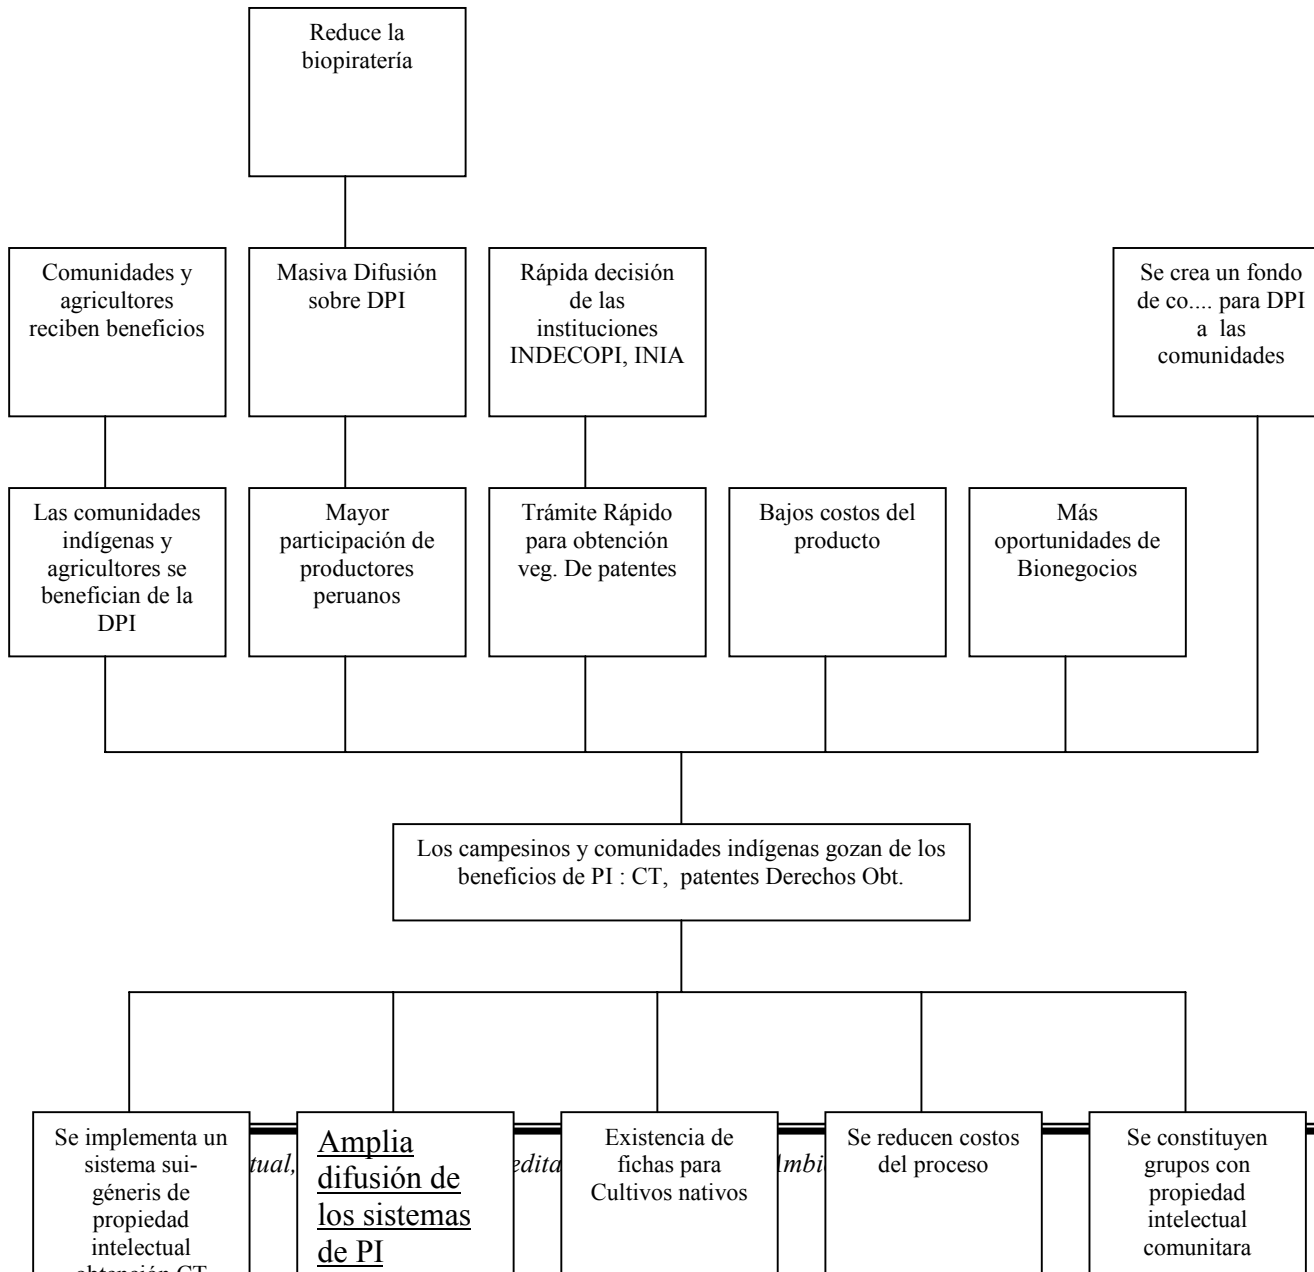 Reduce la
biopiratería
Comunidades y
agricultores
reciben beneficios
Masiva Difusión
sobre DPI
Rápida decisión
de las
instituciones
INDECOPI, INIA
Se crea un fondo
de co.... para DPI
a las
comunidades
Las comunidades
indígenas y
agricultores se
benefician de la
DPI
Mayor
participación de
productores
peruanos
Trámite Rápido
para obtención
veg. De patentes
Bajos costos del
producto
Más
oportunidades de
Bionegocios
Los campesinos y comunidades indígenas gozan de los
beneficios de PI : CT, patentes Derechos Obt.
Se implementa un
sistema sui-
géneris de
propiedad
intelectual
obtención CT
Amplia
difusión de
los sistemas
de PI
Existencia de
fichas para
Cultivos nativos
Se reducen costos
del proceso
Se constituyen
grupos con
propiedad
intelectual
comunitara
tual,